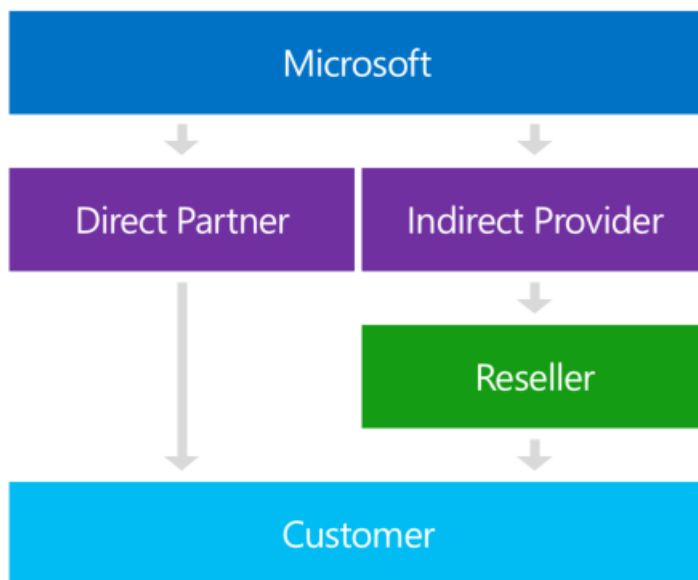 Microsoft
Direct Partner
Indirect Provider
Reseller
Customer